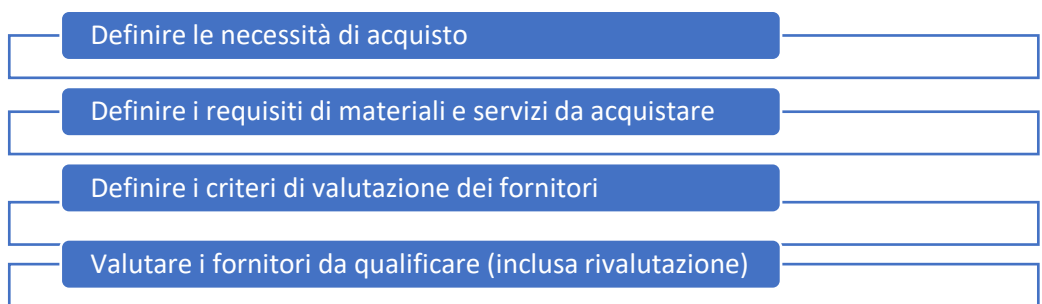 Definire le necessità di acquisto
Definire i requisiti di materiali e servizi da acquistare
Definire i criteri di valutazione dei fornitori
Valutare i fornitori da qualificare (inclusa rivalutazione)